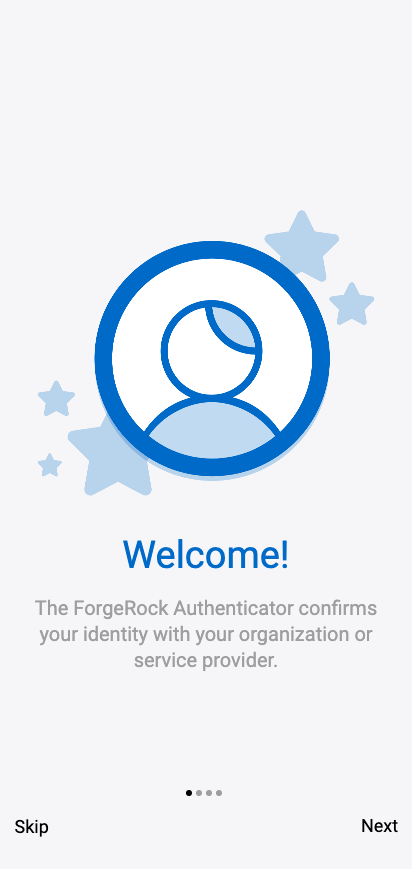 Welcome!
The ForgeRock Authenticator confirms
your identity with your organization or
service provider.
Skip
Next